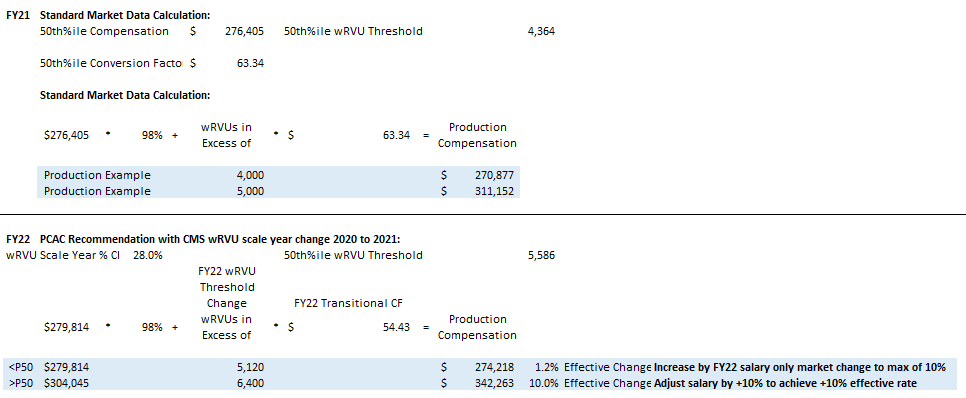 FY21 Standard Market Data Calculation:
50th%ile Compensation $ 276,405 50th%ile wRVU Threshold 4,364
50th%ile Conversion Facto $ 63.34
Standard Market Data Calculation:
$276,405 * 98% + wRVUs in Excess of * $ 63.34 = Production Compensation
Production Example 4,000 $ 270,877
Production Example 5,000 $ 311,152
FY22 PCAC Recommendation with CMS wRVU scale year change 2020 to 2021:
wRVU Scale Year % Cl 28.0% 50th%ile wRVU Threshold 5,586
FY22 wRVU
Threshold
Change FY22 Transitional CF
$279,814 * 98% + wRVUs in Excess of * $ 54.43 = Production Compensation
<P50 $279,814 5,120 $ 274,218 1.2% Effective Change Increase by FY22 salary only market change to max of 10%
>P50 $304,045 6,400 $ 342,263 10.0% Effective Change Adjust salary by +10% to achieve +10% effective rate